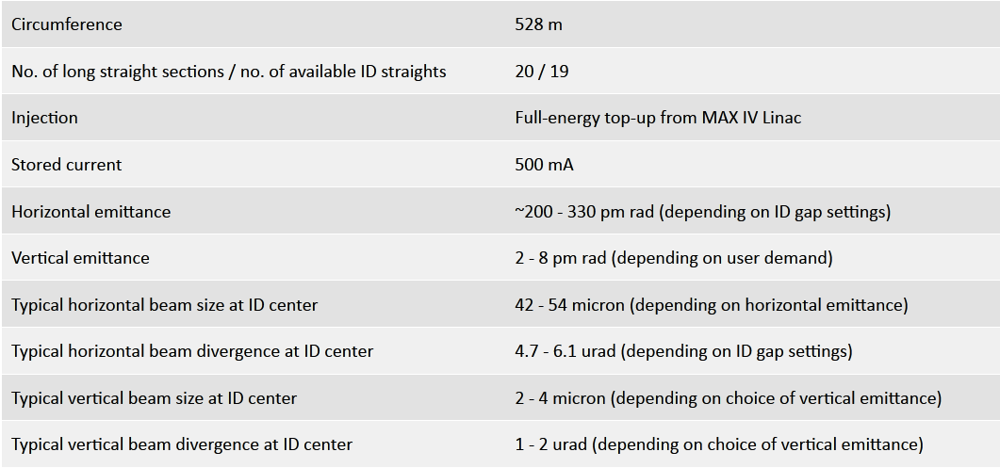 Circumference 528 m
No. of long straight sections / no. of available ID straights 20 / 19
Injection Full-energy top-up from MAX IV Linac
Stored current 500 mA
Horizontal emittance ~200 - 330 pm rad (depending on ID gap settings)
Vertical emittance 2 - 8 pm rad (depending on user demand)
Typical horizontal beam size at ID center 42 - 54 micron (depending on horizontal emittance)
Typical horizontal beam divergence at ID center 4.7 - 6.1 urad (depending on ID gap settings)
Typical vertical beam size at ID center 2 - 4 micron (depending on choice of vertical emittance)
Typical vertical beam divergence at ID center 1 - 2 urad (depending on choice of vertical emittance)